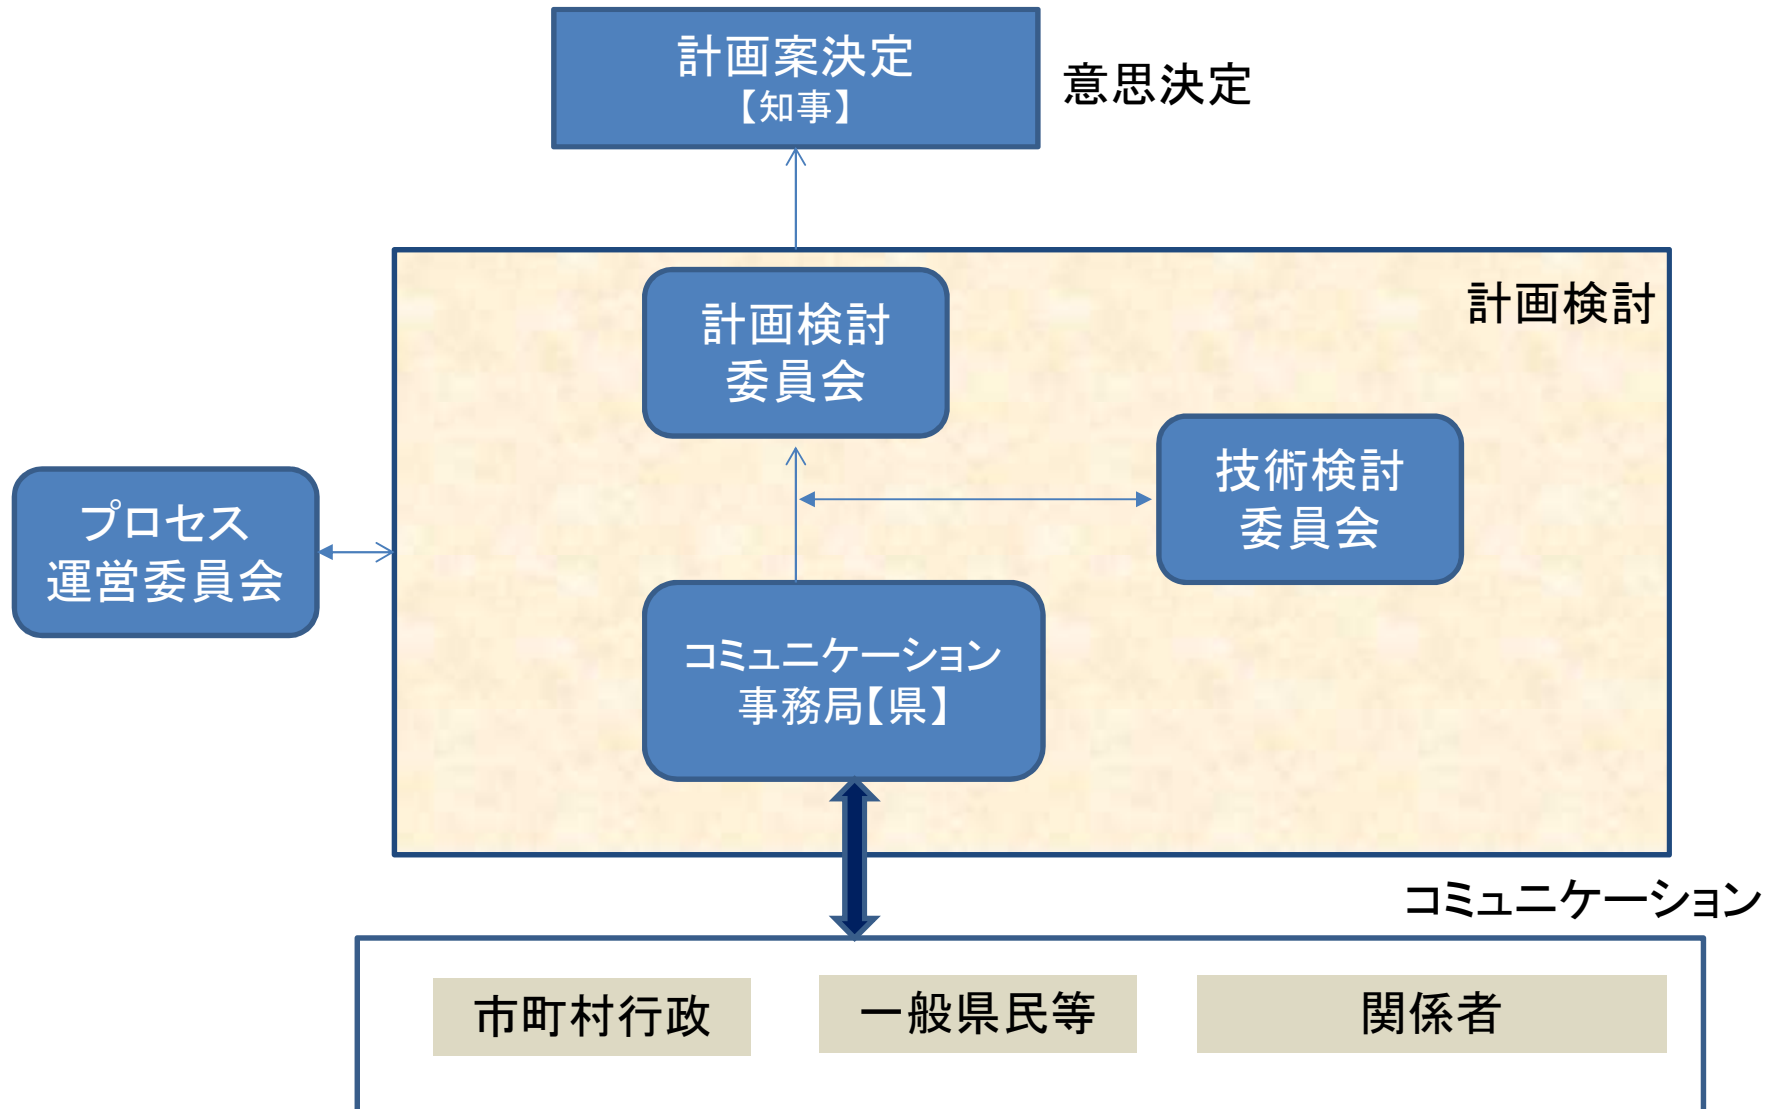 計画案決定
【知事】
意思決定
計画検討
計画検討
委員会
技術検討
委員会
プロセス
運営委員会
コミュニケーション
事務局【県】
コミュニケーション
市町村行政
一般県民等
関係者